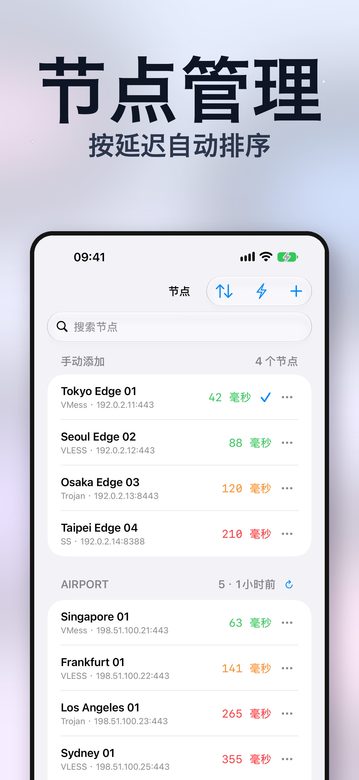 节点管理
按延迟自动排序
09:41
节点
搜索节点
手动添加 4 个节点
Tokyo Edge 01 42 毫秒
VMess · 192.0.2.11:443
Seoul Edge 02 88 毫秒
VLESS · 192.0.2.12:443
Osaka Edge 03 120 毫秒
Trojan · 192.0.2.13:8443
Taipei Edge 04 210 毫秒
SS · 192.0.2.14:8388
AIRPORT 5 · 1小时前
Singapore 01 63 毫秒
VMess · 198.51.100.21:443
Frankfurt 01 141 毫秒
VLESS · 198.51.100.22:443
Los Angeles 01 265 毫秒
Trojan · 198.51.100.23:443
Sydney 01 355 毫秒
VLESS · 198.51.100.25:443